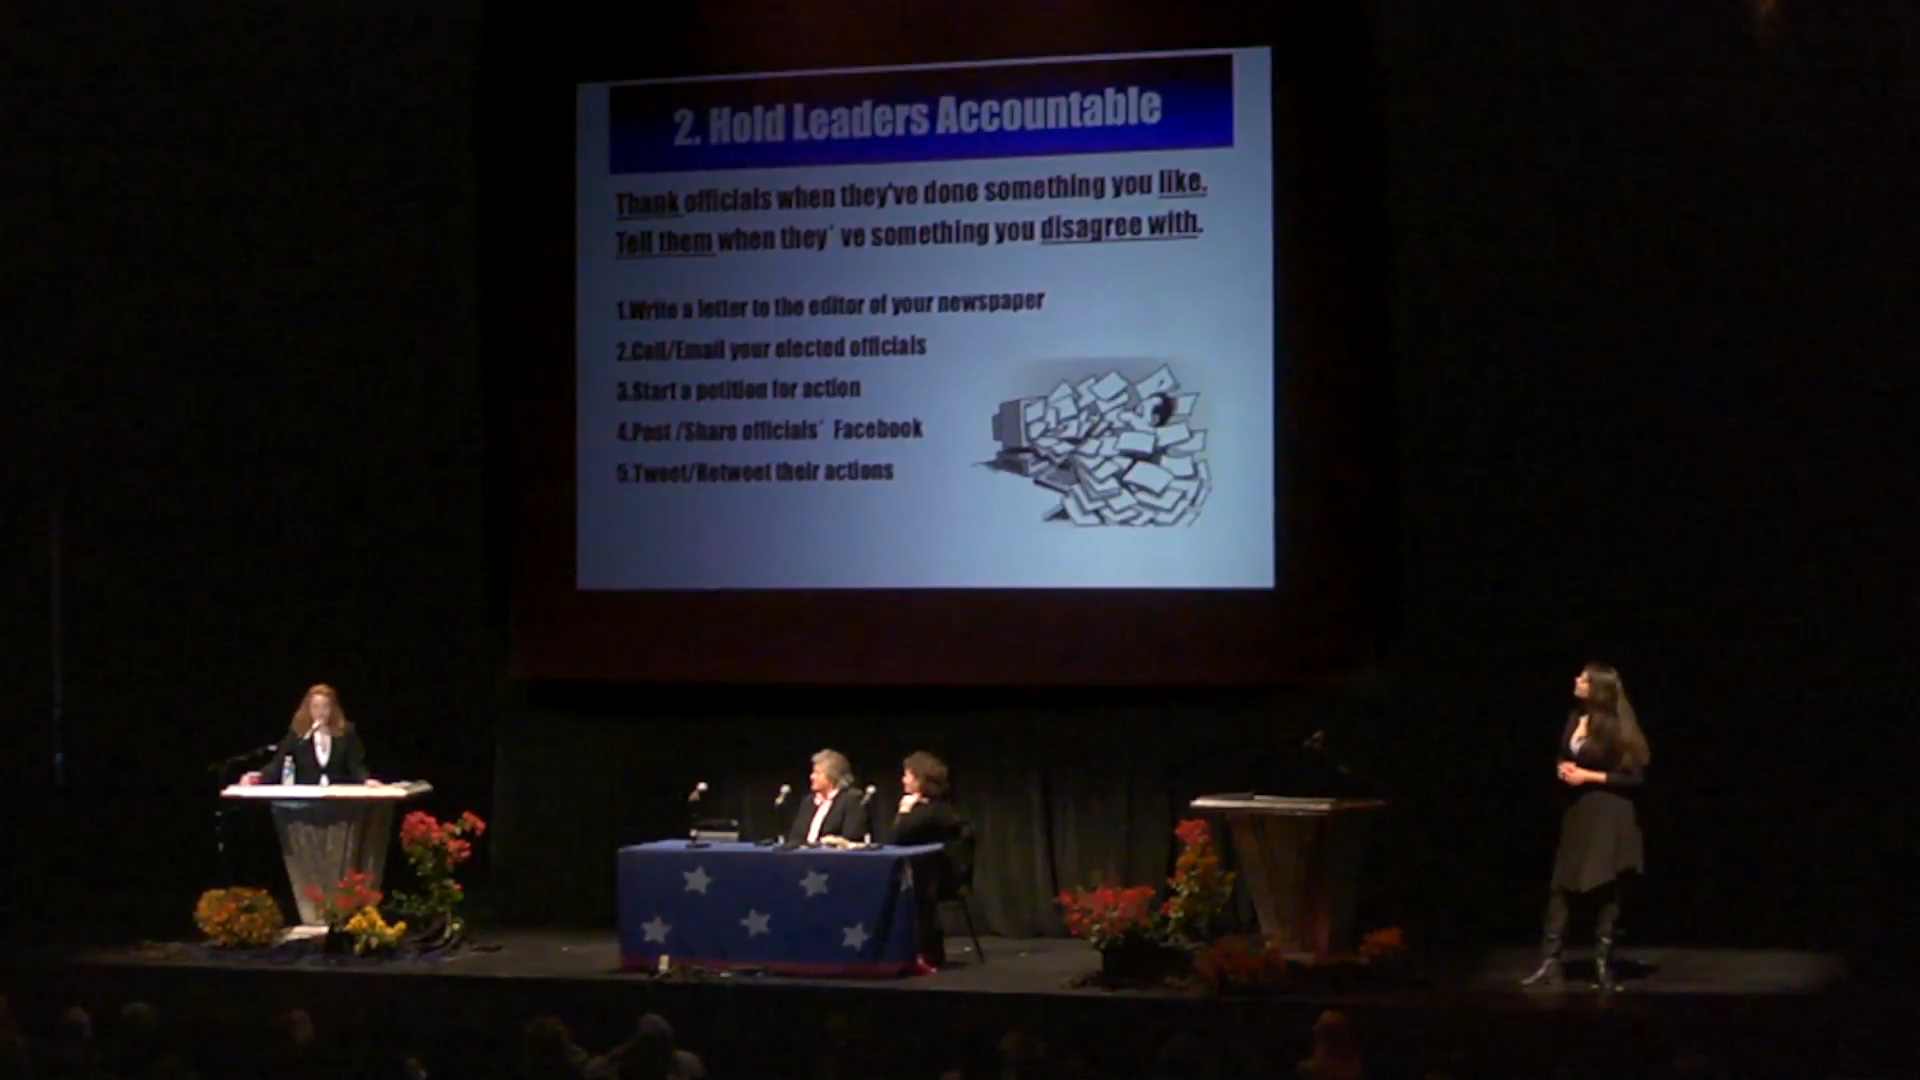 2. Hold Leaders Accountable
Thank officials when they've done something you like.
Tell them when they' ve something you disagree with.
1.Write a letter to the editor of your newspaper
2.Call/Email your elected officials
3.Start a petition for action
4.Post /Share officials' Facebook
5.Tweet/Retweet their actions